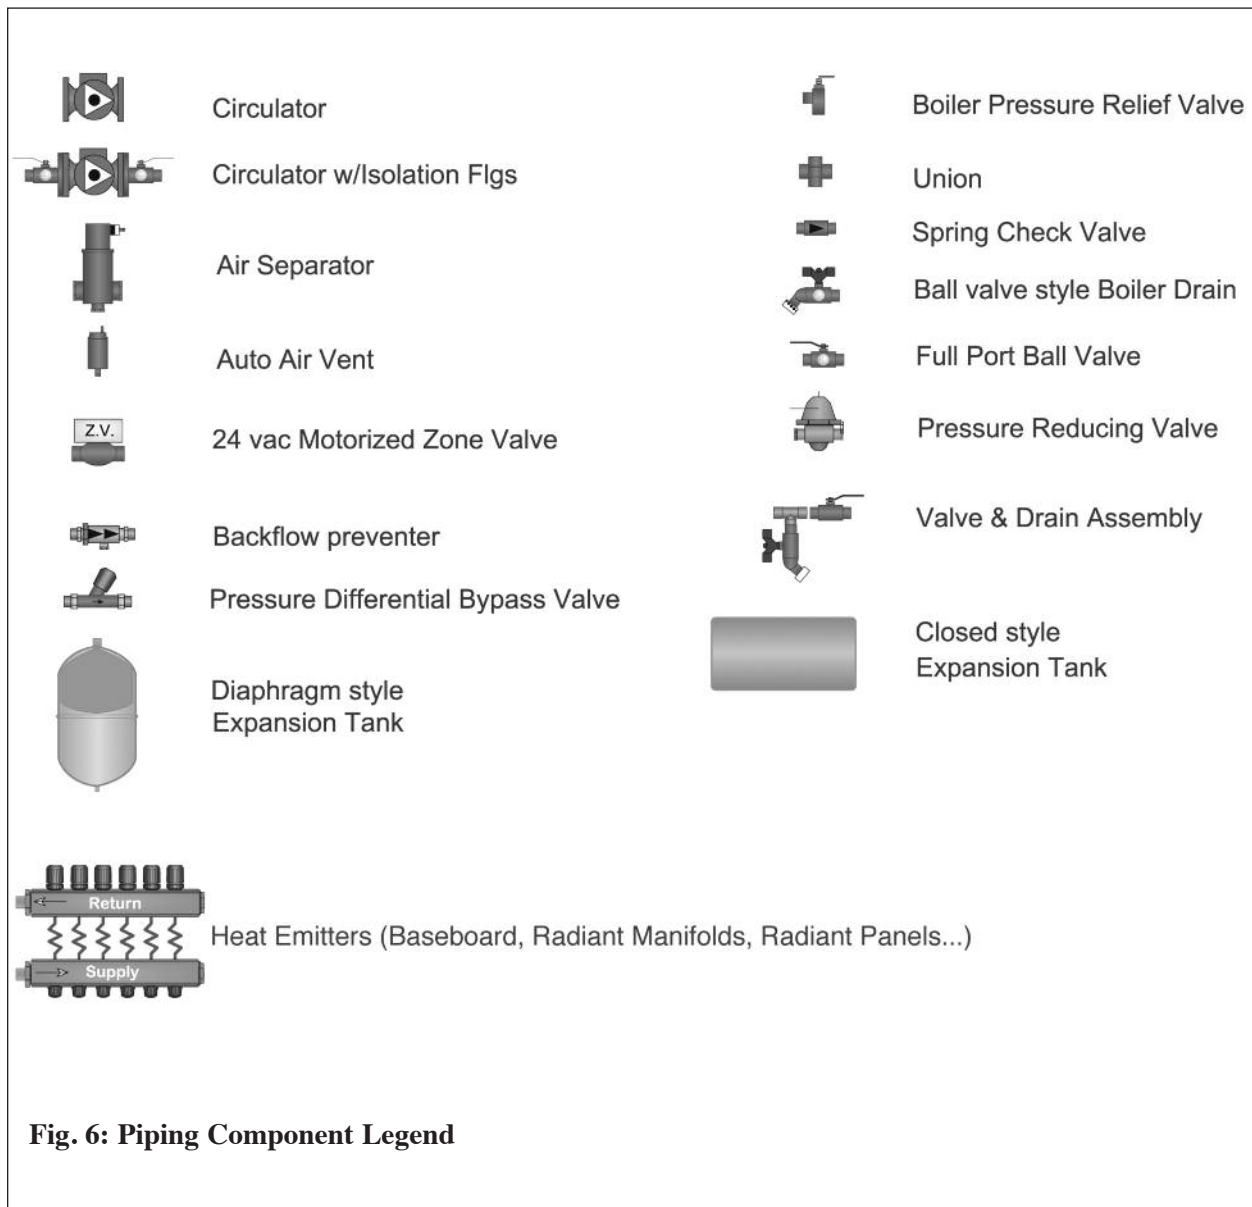 Circulator
Circulator w/Isolation Flgs
Air Separator
Auto Air Vent
Z.V.
24 vac Motorized Zone Valve
Backflow preventer
Pressure Differential Bypass Valve
Diaphragm style
Expansion Tank
Boiler Pressure Relief Valve
Union
Spring Check Valve
Ball valve style Boiler Drain
Full Port Ball Valve
Pressure Reducing Valve
Valve & Drain Assembly
Closed style
Expansion Tank
Return
Heat Emitters (Baseboard, Radiant Manifolds, Radiant Panels...)
Supply
Fig. 6: Piping Component Legend